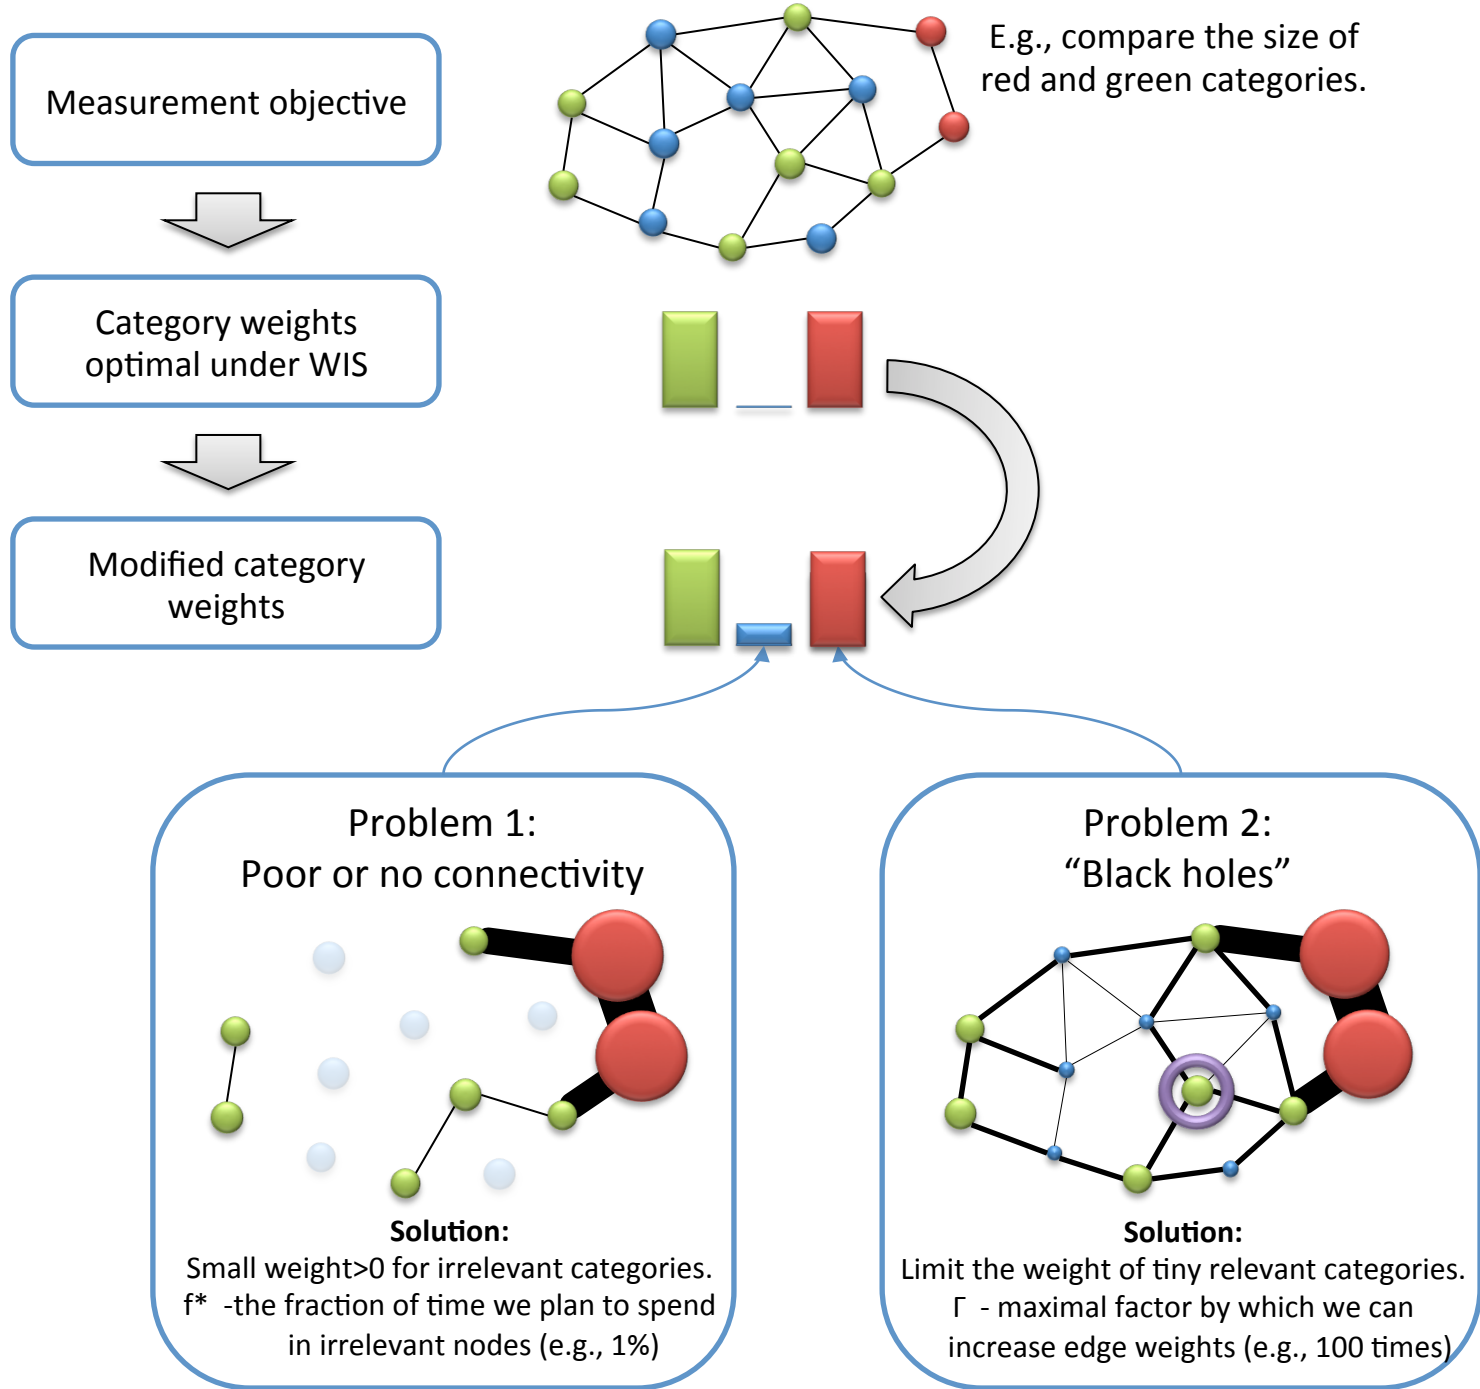 Measurement objective
E.g., compare the size of
red and green categories.
Category weights
optimal under WIS
Modified category
weights
Problem 1:
Poor or no connectivity
Solution:
Small weight>0 for irrelevant categories.
f* -the fraction of time we plan to spend
in irrelevant nodes (e.g., 1%)
Problem 2:
“Black holes”
Solution:
Limit the weight of tiny relevant categories.
Γ - maximal factor by which we can
increase edge weights (e.g., 100 times)